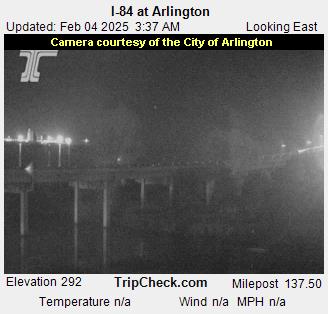 I-84 at Arlington
Updated: Feb 04 2025 3:37 AM Looking East
Camera courtesy of the City of Arlington
Elevation 292 TripCheck.com Milepost 137.50
Temperature n/a Wind n/a MPH n/a